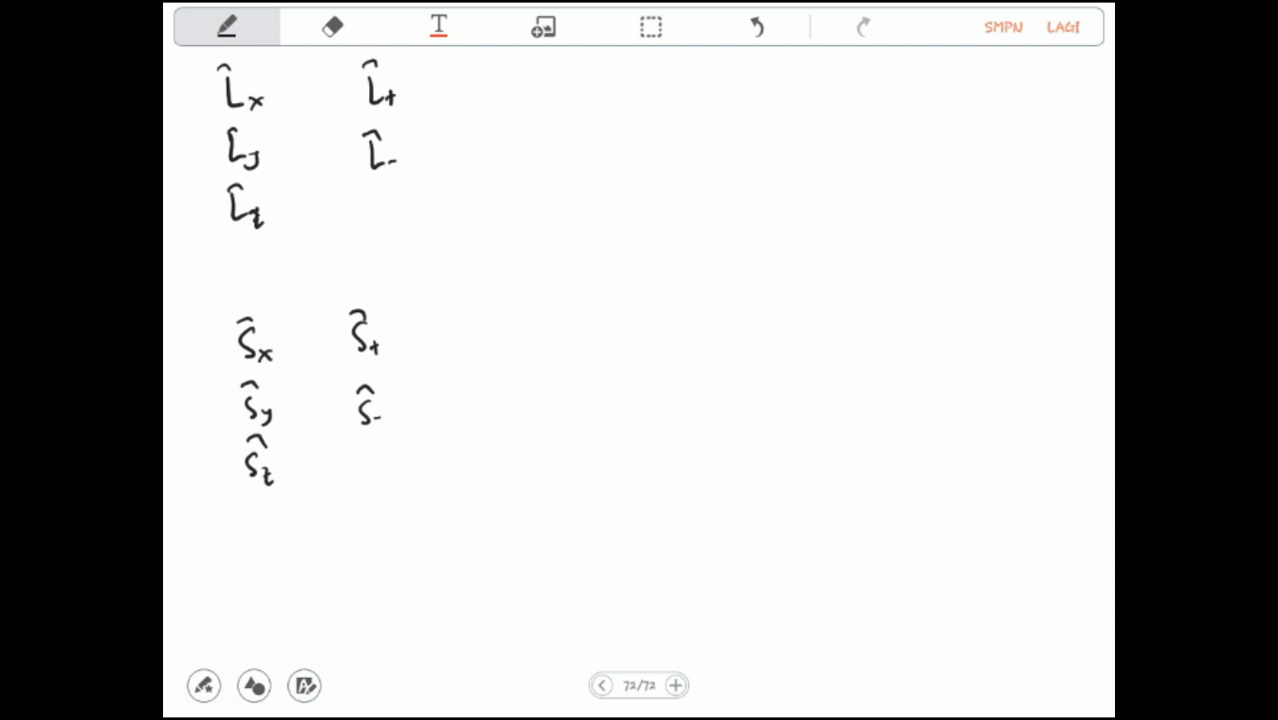 T SMPN LAGI
L̂x L̂+
L̂y L̂-
L̂z
Ŝx Ŝ+
Ŝy Ŝ-
Ŝz
72/72